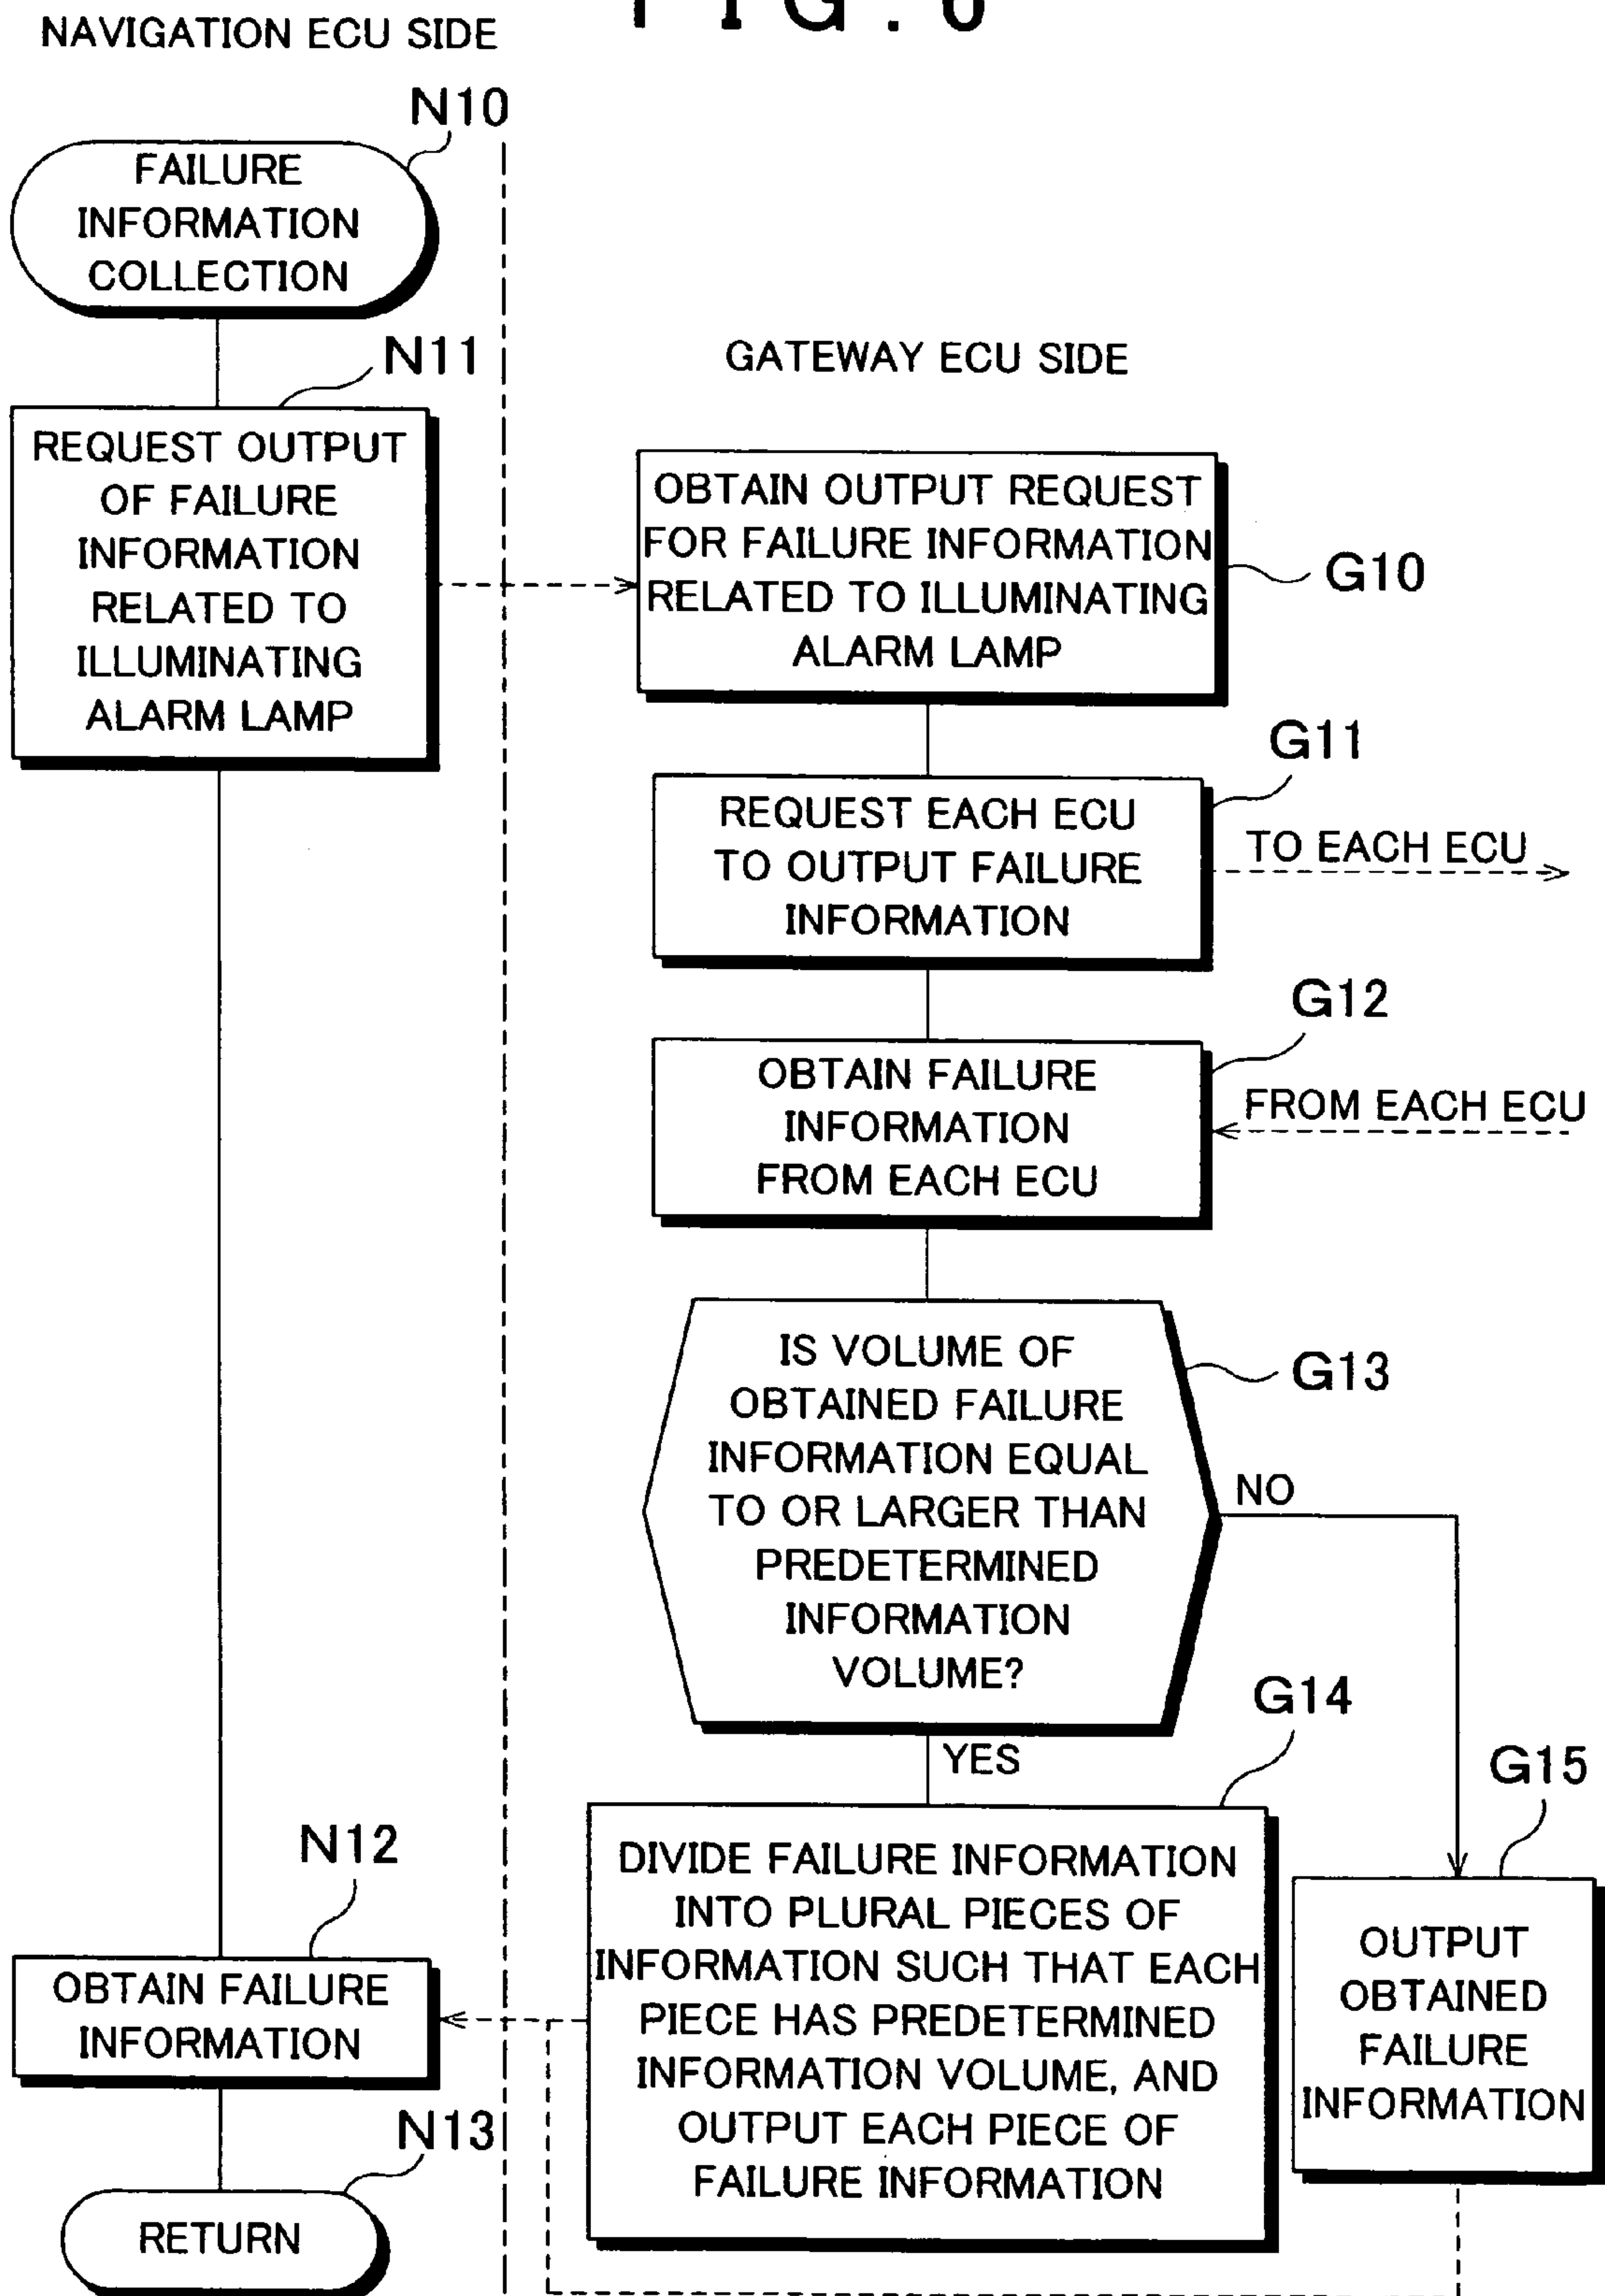 NAVIGATION ECU SIDE
N10
FAILURE
INFORMATION
COLLECTION
N11
REQUEST OUTPUT
OF FAILURE
INFORMATION
RELATED TO
ILLUMINATING
ALARM LAMP
GATEWAY ECU SIDE
OBTAIN OUTPUT REQUEST
FOR FAILURE INFORMATION
RELATED TO ILLUMINATING
ALARM LAMP
G10
G11
REQUEST EACH ECU
TO OUTPUT FAILURE
INFORMATION
TO EACH ECU
G12
OBTAIN FAILURE
INFORMATION
FROM EACH ECU
FROM EACH ECU
IS VOLUME OF
OBTAINED FAILURE
INFORMATION EQUAL
TO OR LARGER THAN
PREDETERMINED
INFORMATION
VOLUME?
G13
NO
YES
G14
DIVIDE FAILURE INFORMATION
INTO PLURAL PIECES OF
INFORMATION SUCH THAT EACH
PIECE HAS PREDETERMINED
INFORMATION VOLUME, AND
OUTPUT EACH PIECE OF
FAILURE INFORMATION
G15
OUTPUT
OBTAINED
FAILURE
INFORMATION
N12
OBTAIN FAILURE
INFORMATION
N13
RETURN